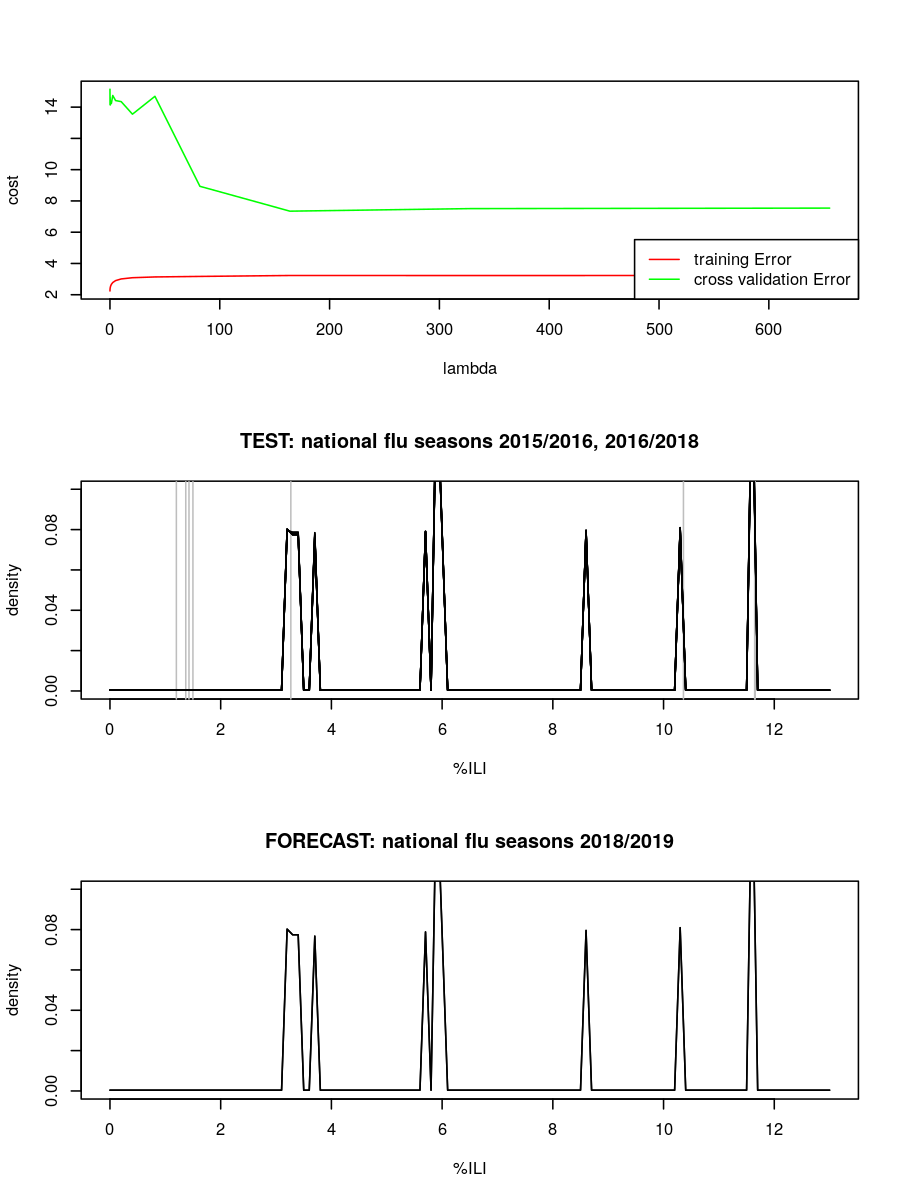 14
10
8
6
4
2
cost
training Error
cross validation Error
0 100 200 300 400 500 600
lambda
TEST: national flu seasons 2015/2016, 2016/2018
0.08
0.04
0.00
density
0 2 4 6 8 10 12
%ILI
FORECAST: national flu seasons 2018/2019
0.08
0.04
0.00
density
0 2 4 6 8 10 12
%ILI